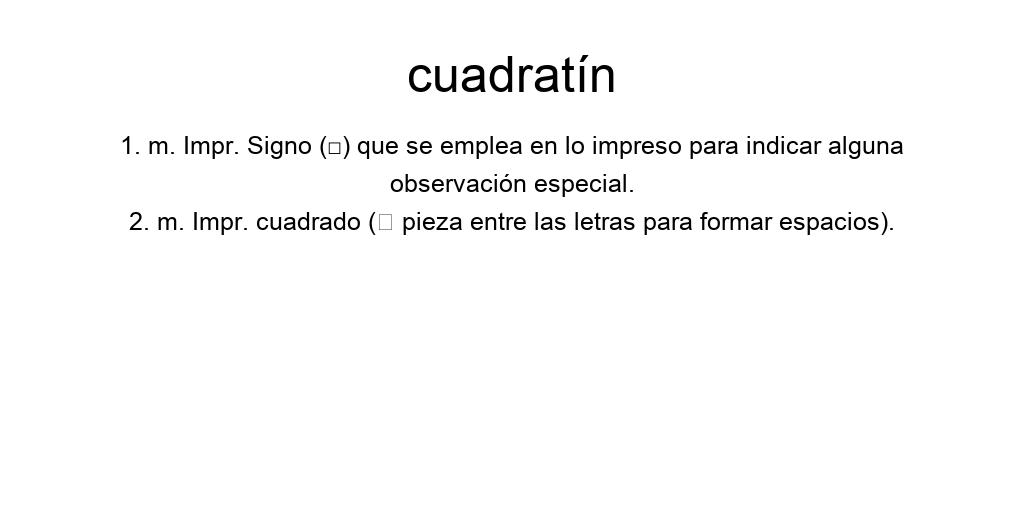 cuadratín
1. m. Impr. Signo (□) que se emplea en lo impreso para indicar alguna
observación especial.
2. m. Impr. cuadrado (□ pieza entre las letras para formar espacios).